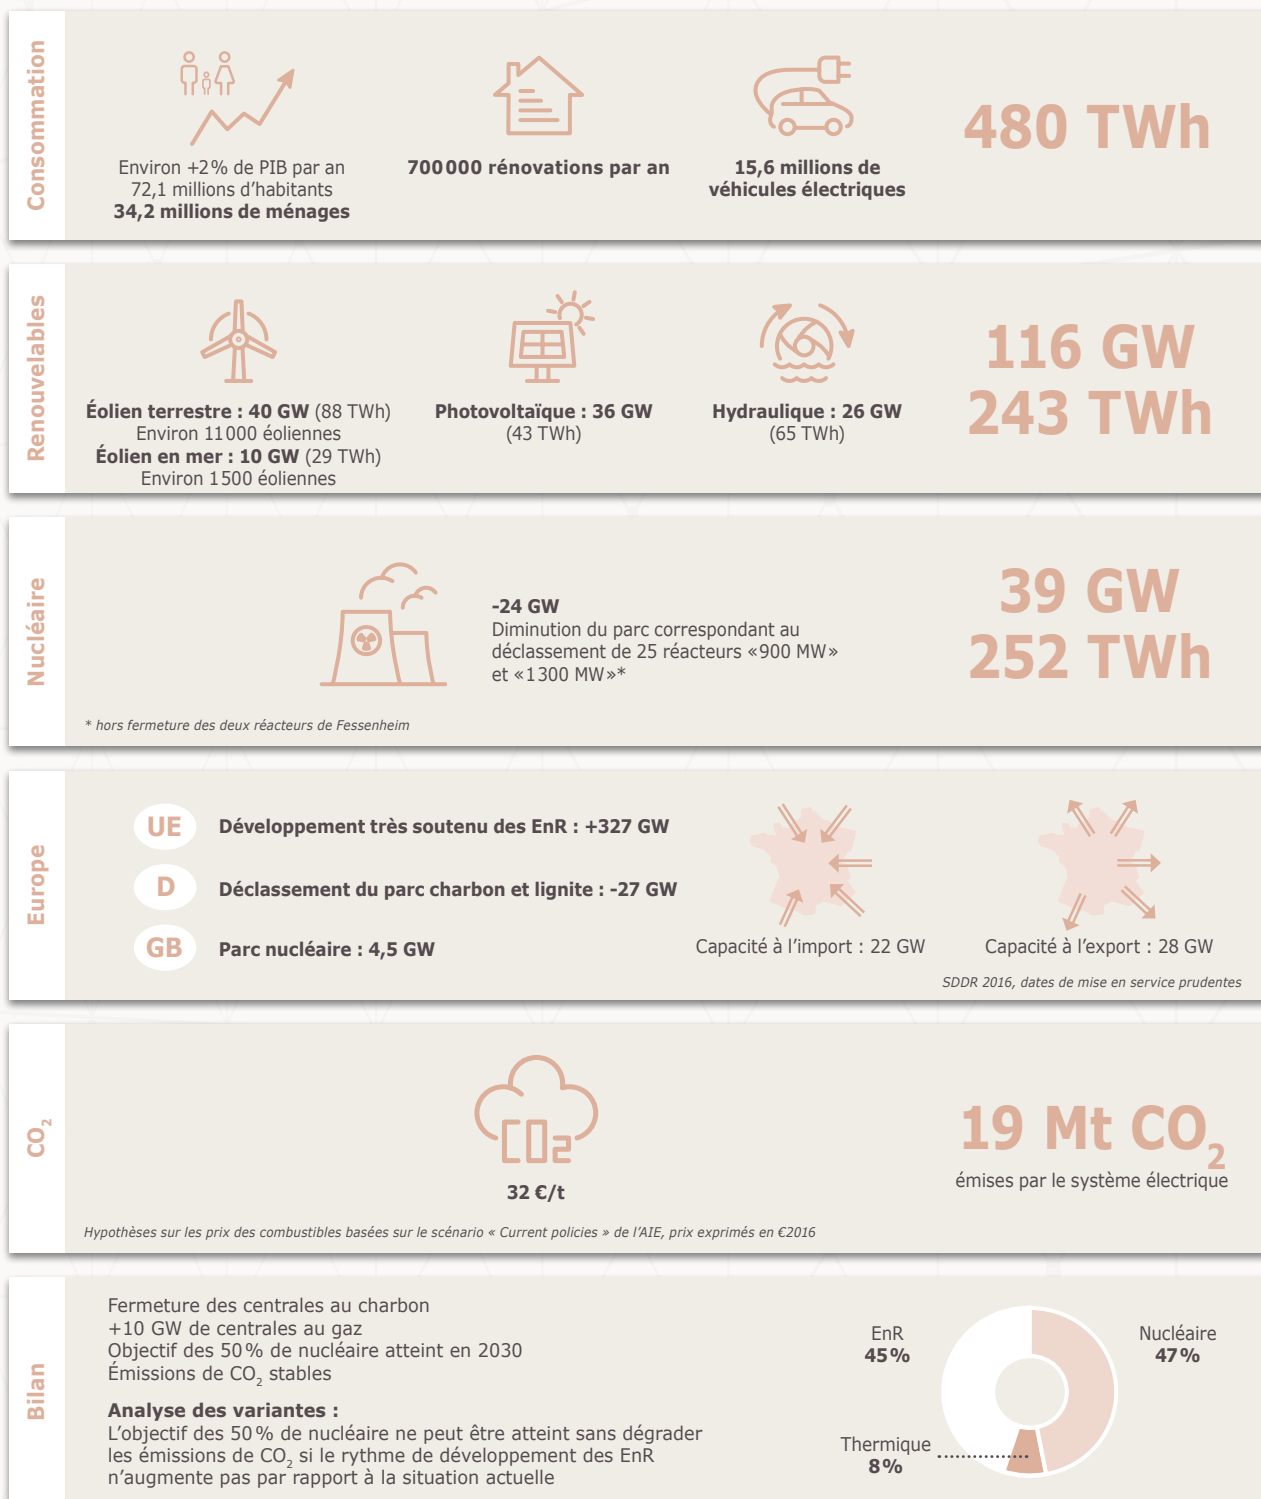 Consommation
Environ +2% de PIB par an
72,1 millions d'habitants
34,2 millions de ménages
700 000 rénovations par an
15,6 millions de
véhicules électriques
480 TWh
Renouvelables
Éolien terrestre : 40 GW (88 TWh)
Environ 11 000 éoliennes
Éolien en mer : 10 GW (29 TWh)
Environ 1 500 éoliennes
Photovoltaïque : 36 GW
(43 TWh)
Hydraulique : 26 GW
(65 TWh)
116 GW
243 TWh
Nucléaire
-24 GW
Diminution du parc correspondant au
déclassement de 25 réacteurs «900 MW»
et «1300 MW»*
39 GW
252 TWh
* hors fermeture des deux réacteurs de Fessenheim
Europe
UE
Développement très soutenu des EnR : +327 GW
D
Déclassement du parc charbon et lignite : -27 GW
GB
Parc nucléaire : 4,5 GW
Capacité à l'import : 22 GW
Capacité à l'export : 28 GW
SDDR 2016, dates de mise en service prudentes
CO₂
CO2
32 €/t
19 Mt CO₂
émises par le système électrique
Hypothèses sur les prix des combustibles basées sur le scénario « Current policies » de l'AIE, prix exprimés en €2016
Bilan
Fermeture des centrales au charbon
+10 GW de centrales au gaz
Objectif des 50 % de nucléaire atteint en 2030
Émissions de CO₂ stables
Analyse des variantes :
L'objectif des 50 % de nucléaire ne peut être atteint sans dégrader
les émissions de CO₂ si le rythme de développement des EnR
n'augmente pas par rapport à la situation actuelle
EnR
45 %
Nucléaire
47 %
Thermique
8 %